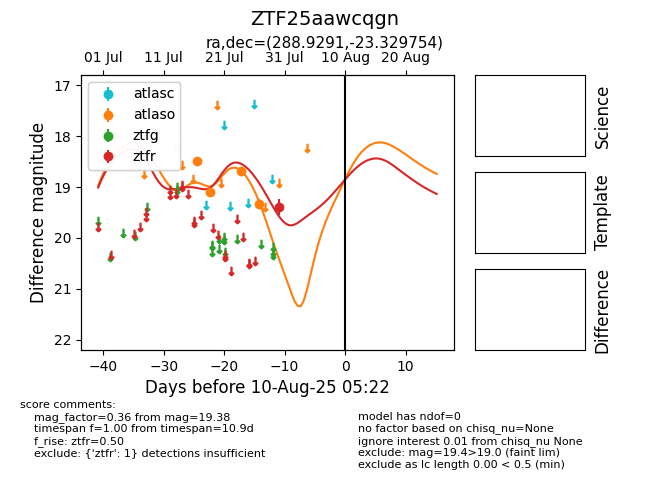 ZTF25aawcqgn
ra,dec=(288.9291,-23.329754)
01 Jul 11 Jul 21 Jul 31 Jul 10 Aug 20 Aug
17
18
19
20
21
22
Difference magnitude
atlasc
atlaso
ztfg
ztfr
−40 −30 −20 −10 0 10
Days before 10-Aug-25 05:22
Science
Template
Difference
score comments:
mag_factor=0.36 from mag=19.38
timespan f=1.00 from timespan=10.9d
f_rise: ztfr=0.50
exclude: {'ztfr': 1} detections insufficient
model has ndof=0
no factor based on chisq_nu=None
ignore interest 0.01 from chisq_nu None
exclude: mag=19.4>19.0 (faint lim)
exclude as lc length 0.00 < 0.5 (min)